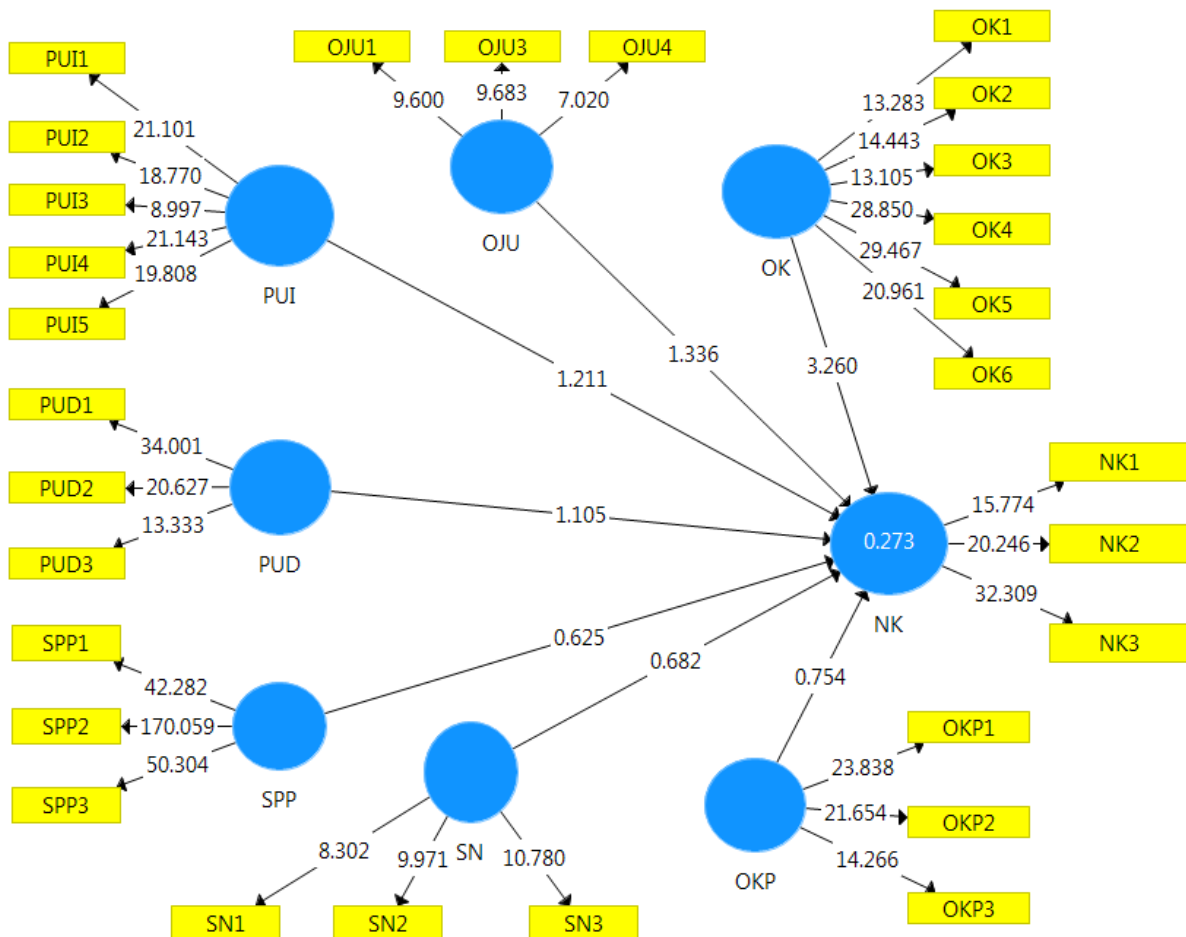 PUI1
PUI2
PUI3
PUI4
PUI5
21.101
18.770
8.997
21.143
19.808
PUI
OJU1
OJU3
OJU4
9.600
9.683
7.020
OJU
OK1
OK2
OK3
OK4
OK5
OK6
13.283
14.443
13.105
28.850
29.467
20.961
OK
1.211
1.336
3.260
PUD1
PUD2
PUD3
34.001
20.627
13.333
PUD
1.105
0.273
NK
15.774
20.246
32.309
NK1
NK2
NK3
SPP1
SPP2
SPP3
42.282
170.059
50.304
SPP
0.625
0.682
0.754
SN
8.302
9.971
10.780
SN1
SN2
SN3
OKP
23.838
21.654
14.266
OKP1
OKP2
OKP3